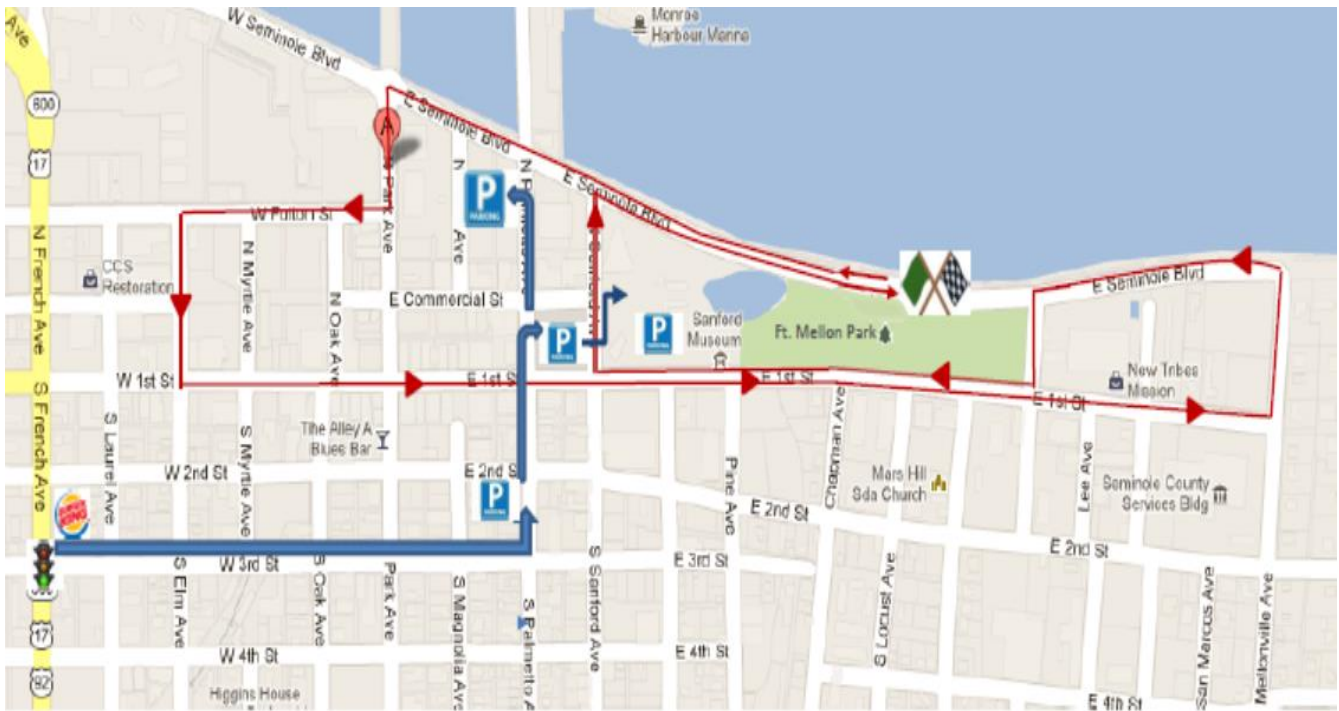 Ave
W Seminole Blvd
Monroe
Harbour Marina
600
17
E Seminole Blvd
A
N Park Ave
P
PARKING
E Seminole Blvd
W Fulton St
Ave
N French Ave
CCS
Restoration
N Myrtle Ave
N Oak Ave
E Commercial St
P
P
Sanford
Museum
Ft. Mellon Park
E Seminole Blvd
W 1st St
E 1st St
E 1st St
New Tribes
Mission
E 1st St
S French Ave
S Laurel Ave
S Myrtle Ave
The Alley A
Blues Bar
Chapman Ave
W 2nd St
E 2nd St
Pine Ave
Mars Hill
Sda Church
Lee Ave
Seminole County
Services Bldg
P
BURGER
KING
E 2nd St
E 2nd St
W 3rd St
E 3rd St
S Elm Ave
S Oak Ave
Park Ave
S Magnolia Ave
S Palmetto A
S Sanford Ave
S Locust Ave
San Marcos Ave
Mellonville Ave
17
92
W 4th St
E 4th St
Higgins House
E 4th St